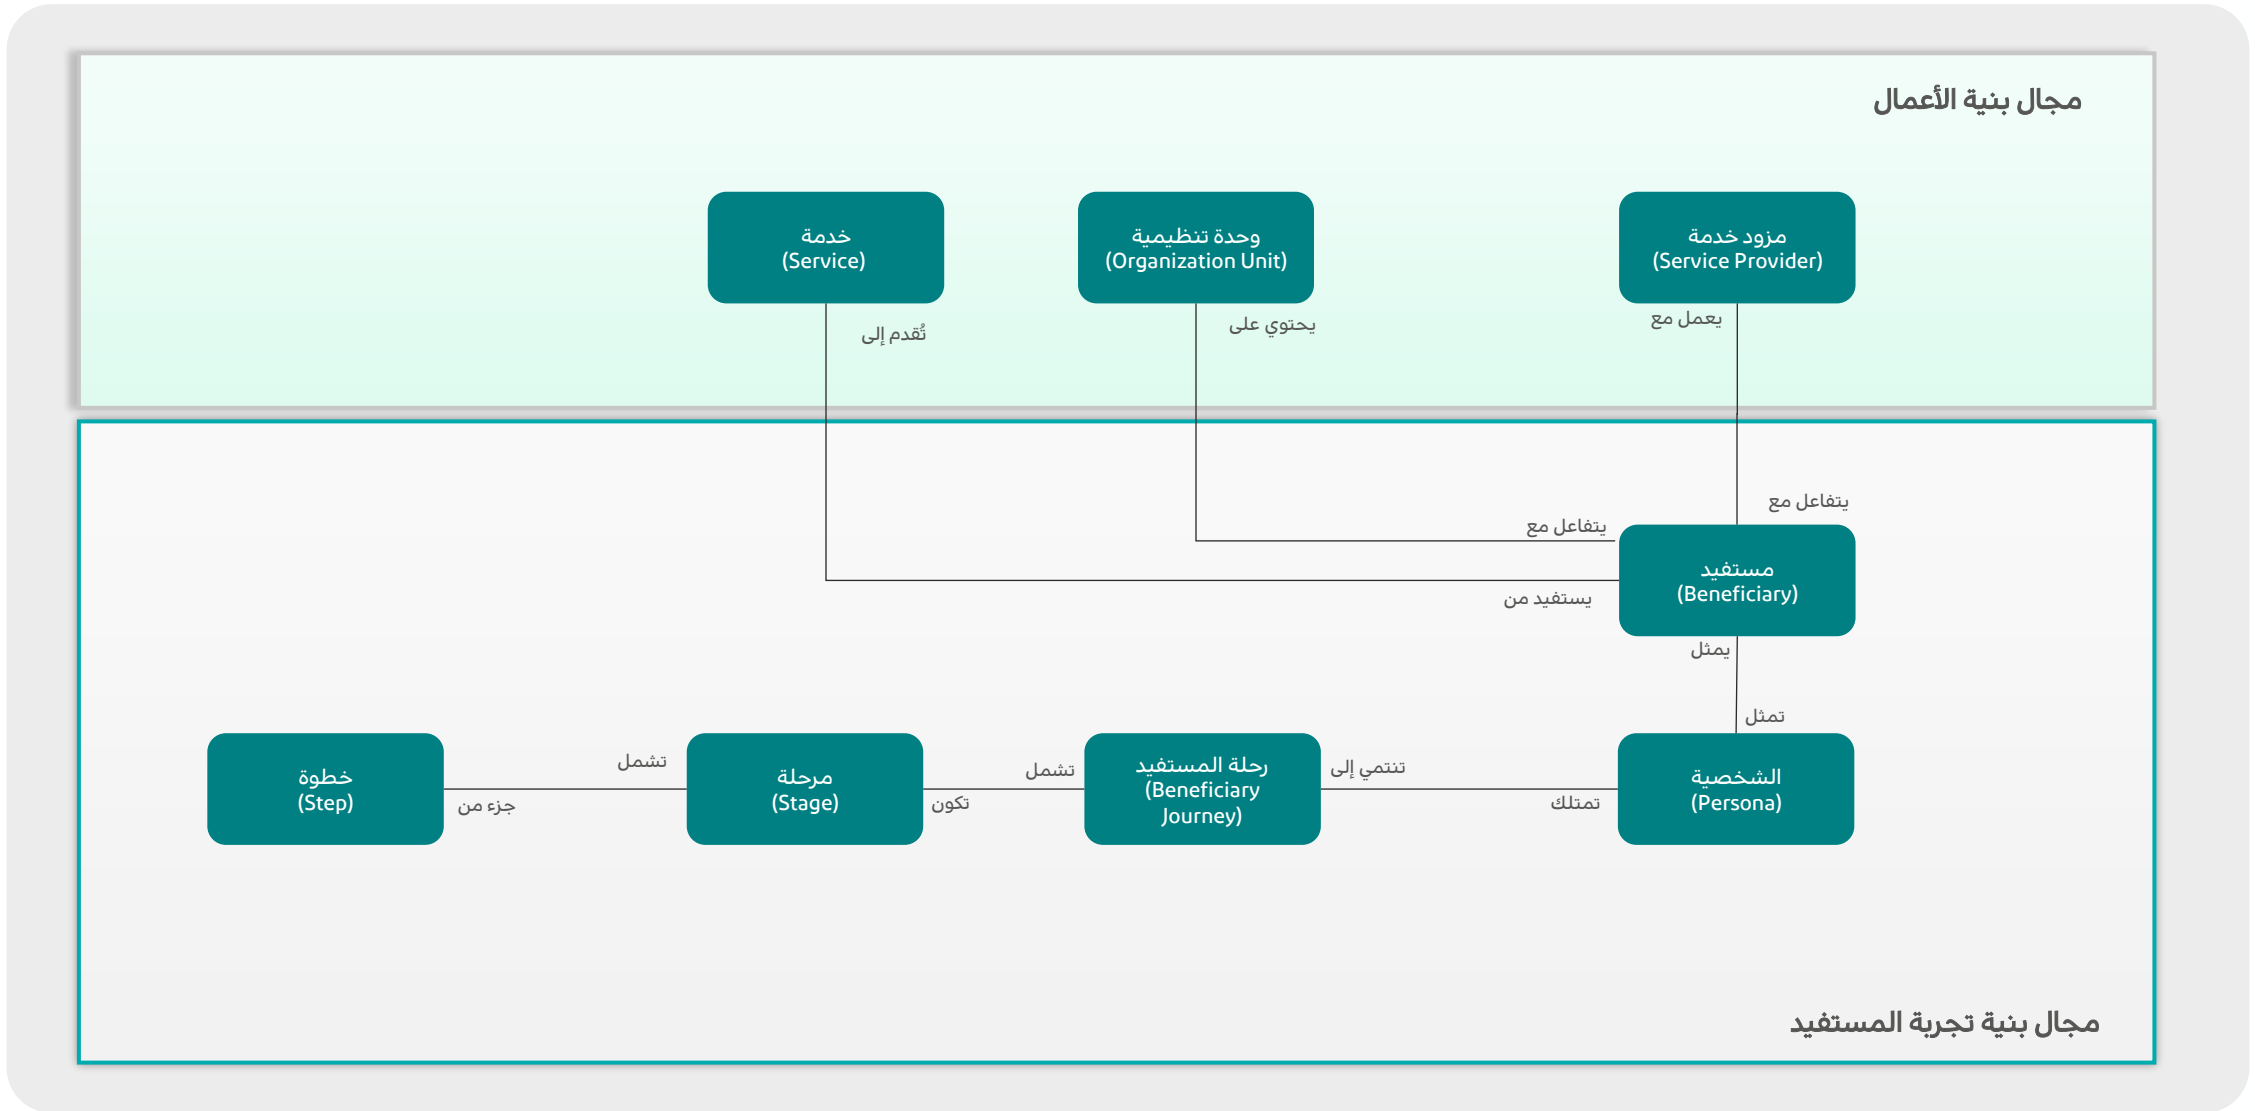 مجال بنية الأعمال
مزود خدمة
(Service Provider)
وحدة تنظيمية
(Organization Unit)
خدمة
(Service)
يعمل مع
يحتوي على
تُقدم إلى
يتفاعل مع
يتفاعل مع
مستفيد
(Beneficiary)
يستفيد من
يمثل
تمثل
الشخصية
(Persona)
تمتلك
تنتمي إلى
رحلة المستفيد
(Beneficiary
Journey)
تشمل
تكون
مرحلة
(Stage)
تشمل
جزء من
خطوة
(Step)
مجال بنية تجربة المستفيد